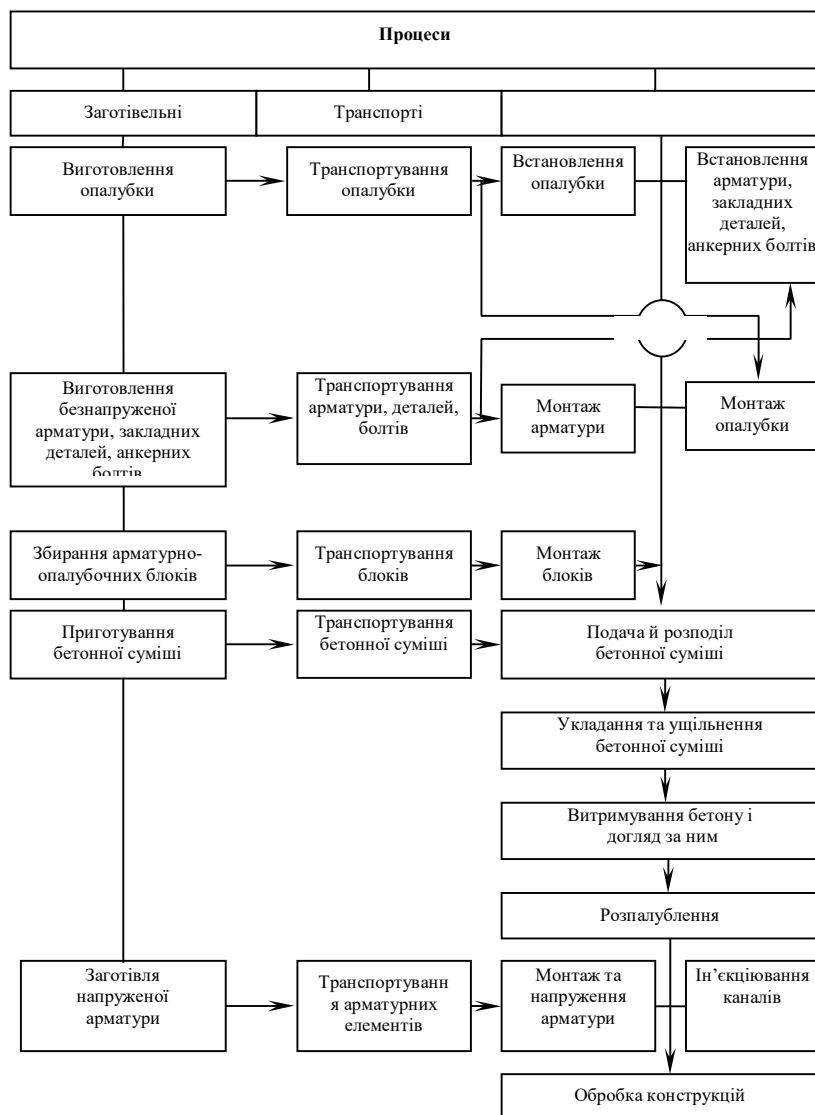 Процеси
Заготівельні
Транспорті
Виготовлення
опалубки
Транспортування
опалубки
Встановлення
опалубки
Встановлення
арматури,
закладних
деталей,
анкерних болтів
Виготовлення
безнапруженої
арматури, закладних
деталей, анкерних
болтів
Транспортування
арматури, деталей,
болтів
Монтаж
арматури
Монтаж
опалубки
Збирання арматурно-
опалубочних блоків
Транспортування
блоків
Монтаж
блоків
Приготування
бетонної суміші
Транспортування
бетонної суміші
Подача й розподіл
бетонної суміші
Укладання та ущільнення
бетонної суміші
Витримування бетону і
догляд за ним
Розпалублення
Заготівля
напруженої
арматури
Транспортуванн
я арматурних
елементів
Монтаж та
напруження
арматури
Ін’єкціювання
каналів
Обробка конструкцій